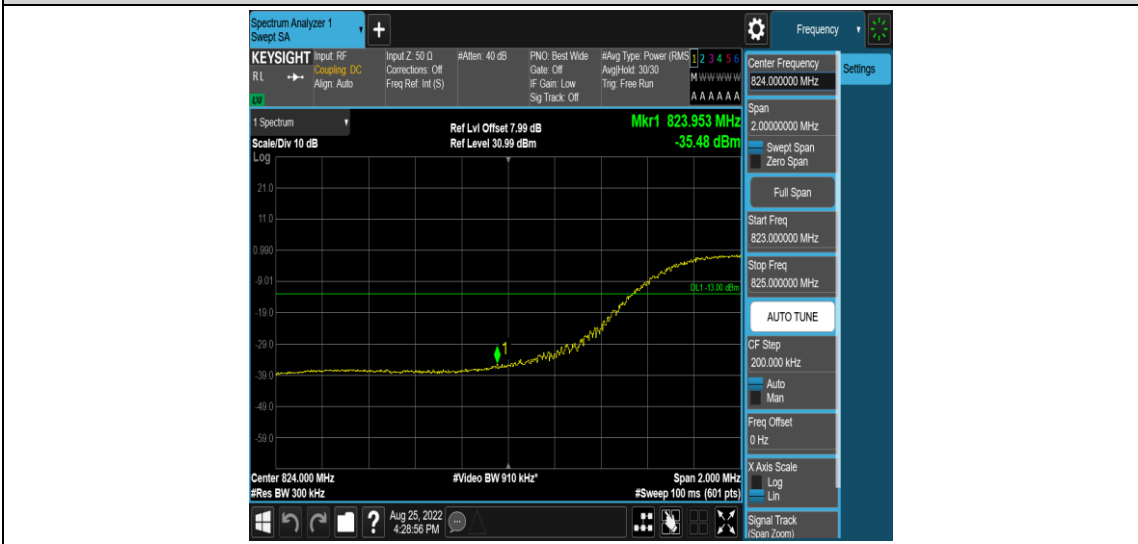 Spectrum Analyzer 1
Swept SA
+
Frequency
KEYSIGHT
R L
LXI
Input: RF
Coupling: DC
Align: Auto
Input Z: 50 Ω
Corrections: Off
Freq Ref: Int (S)
#Atten: 40 dB
PNO: Best Wide
Gate: Off
IF Gain: Low
Sig Track: Off
#Avg Type: Power (RMS
Avg|Hold: 30/30
Trig: Free Run
1 2 3 4 5 6
M W W W W W
A A A A A A
1 Spectrum
Scale/Div 10 dB
Ref Lvl Offset 7.99 dB
Ref Level 30.99 dBm
Mkr1 823.953 MHz
-35.48 dBm
Log
21.0
11.0
0.990
-9.01
-19.0
-29.0
-39.0
-49.0
-59.0
DL1 -13.00 dBm
1
Center 824.000 MHz
#Res BW 300 kHz
#Video BW 910 kHz*
Span 2.000 MHz
#Sweep 100 ms (601 pts)
?
Aug 25, 2022
4:28:56 PM
Center Frequency
824.000000 MHz
Settings
Span
2.00000000 MHz
Swept Span
Zero Span
Full Span
Start Freq
823.000000 MHz
Stop Freq
825.000000 MHz
AUTO TUNE
CF Step
200.000 kHz
Auto
Man
Freq Offset
0 Hz
X Axis Scale
Log
Lin
Signal Track
(Span Zoom)